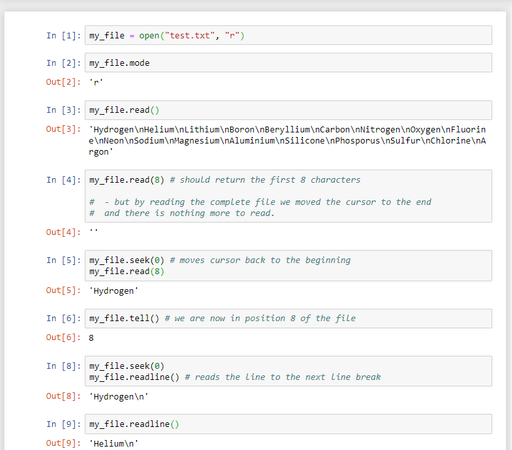 In [1]: my_file = open("test.txt", "r")
In [2]: my_file.mode
Out[2]: 'r'
In [3]: my_file.read()
Out[3]: 'Hydrogen\nHelium\nLithium\nBoron\nBeryllium\nCarbon\nNitrogen\nOxygen\nFluorin
e\nNeon\nSodium\nMagnesium\nAluminium\nSilicone\nPhosporus\nSulfur\nChlorine\nA
rgon'
In [4]: my_file.read(8) # should return the first 8 characters
#  - but by reading the complete file we moved the cursor to the end
#  and there is nothing more to read.
Out[4]: ''
In [5]: my_file.seek(0) # moves cursor back to the beginning
my_file.read(8)
Out[5]: 'Hydrogen'
In [6]: my_file.tell() # we are now in position 8 of the file
Out[6]: 8
In [8]: my_file.seek(0)
my_file.readline() # reads the line to the next line break
Out[8]: 'Hydrogen\n'
In [9]: my_file.readline()
Out[9]: 'Helium\n'